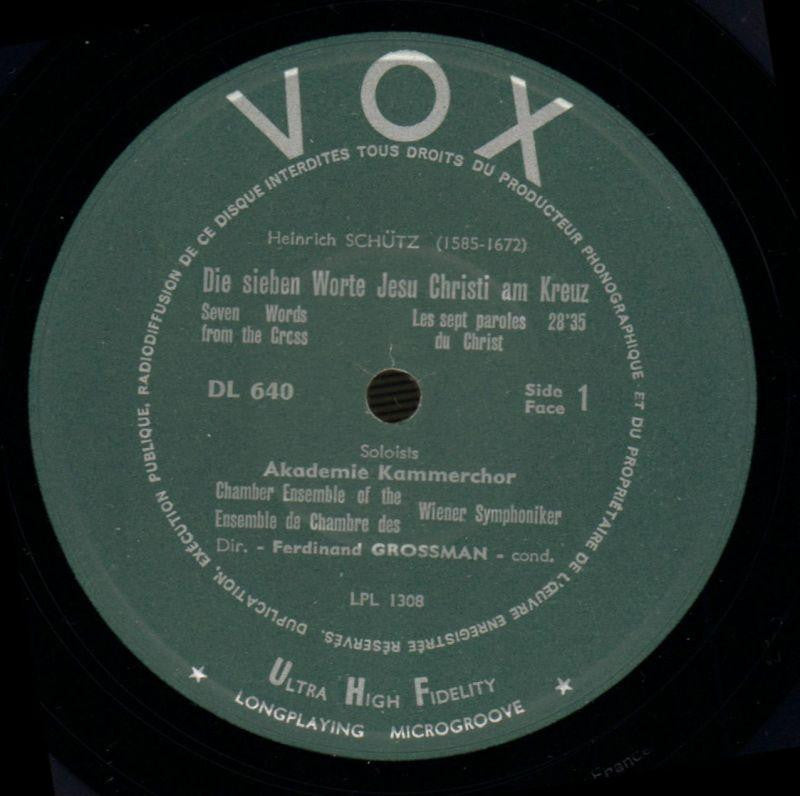 VOX
TOUS DROITS DU PRODUCTEUR PHONOGRAPHIQUE ET DU PROPRIÉTAIRE DE L'ŒUVRE ENREGISTRÉE RÉSERVÉS. DUPLICATION, EXÉCUTION PUBLIQUE, RADIODIFFUSION DE CE DISQUE INTERDITES
Heinrich SCHÜTZ (1585-1672)
Die sieben Worte Jesu Christi am Kreuz
Seven Words Les sept paroles 28'35
from the Crcss du Christ
DL 640 Side 1
Face
Soloists
Akademie Kammerchor
Chamber Ensemble of the Wiener Symphoniker
Ensemble de Chambre des
Dir. - Ferdinand GROSSMAN - cond.
LPL 1308
ULTRA HIGH FIDELITY
LONGPLAYING MICROGROOVE
France